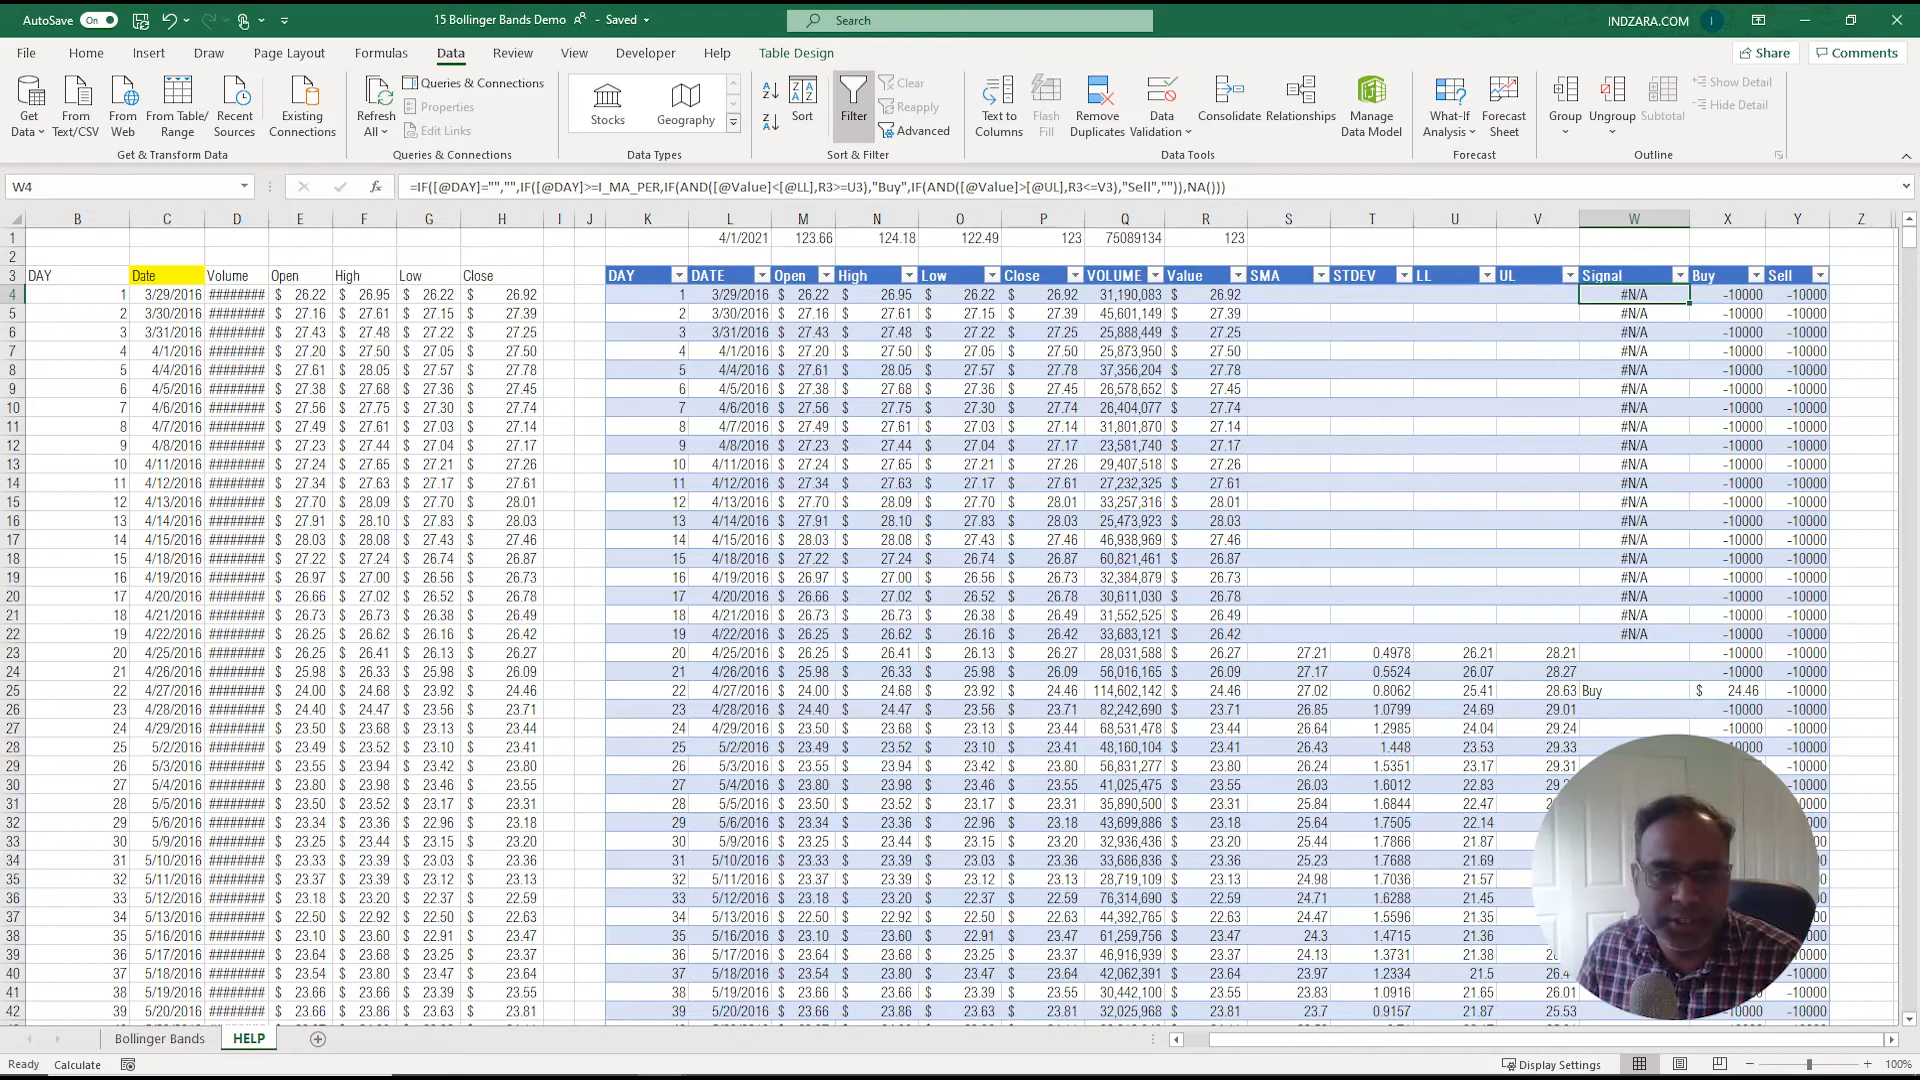 AutoSave On 15 Bollinger Bands Demo - Saved Search INDZARA.COM I
File Home Insert Draw Page Layout Formulas Data Review View Developer Help Table Design Share Comments
Get Data From Text/CSV From Web From Table/ Range Recent Sources Existing Connections Refresh All Queries & Connections Properties Edit Links Stocks Geography Sort Filter Clear Reapply Advanced Text to Columns Flash Fill Remove Duplicates Data Validation Consolidate Relationships Manage Data Model What-If Analysis Forecast Sheet Group Ungroup Subtotal Show Detail Hide Detail
Get & Transform Data Queries & Connections Data Types Sort & Filter Data Tools Forecast Outline
W4 fx =IF([@DAY]="","",IF([@DAY]>=I_MA_PER,IF(AND([@Value]<[@LL],R3>=U3),"Buy",IF(AND([@Value]>[@UL],R3<=V3),"Sell","")),NA()))
B C D E F G H I J K L M N O P Q R S T U V W X Y Z
1 4/1/2021 123.66 124.18 122.49 123 75089134 123
2
3 DAY Date Volume Open High Low Close DAY DATE Open High Low Close VOLUME Value SMA STDEV LL UL Signal Buy Sell
4 1 3/29/2016 ######## $ 26.22 $ 26.95 $ 26.22 $ 26.92 1 3/29/2016 $ 26.22 $ 26.95 $ 26.22 $ 26.92 31,190,083 $ 26.92 #N/A -10000 -10000
5 2 3/30/2016 ######## $ 27.16 $ 27.61 $ 27.15 $ 27.39 2 3/30/2016 $ 27.16 $ 27.61 $ 27.15 $ 27.39 45,601,149 $ 27.39 #N/A -10000 -10000
6 3 3/31/2016 ######## $ 27.43 $ 27.48 $ 27.22 $ 27.25 3 3/31/2016 $ 27.43 $ 27.48 $ 27.22 $ 27.25 25,888,449 $ 27.25 #N/A -10000 -10000
7 4 4/1/2016 ######## $ 27.20 $ 27.50 $ 27.05 $ 27.50 4 4/1/2016 $ 27.20 $ 27.50 $ 27.05 $ 27.50 25,873,950 $ 27.50 #N/A -10000 -10000
8 5 4/4/2016 ######## $ 27.61 $ 28.05 $ 27.57 $ 27.78 5 4/4/2016 $ 27.61 $ 28.05 $ 27.57 $ 27.78 37,356,204 $ 27.78 #N/A -10000 -10000
9 6 4/5/2016 ######## $ 27.38 $ 27.68 $ 27.36 $ 27.45 6 4/5/2016 $ 27.38 $ 27.68 $ 27.36 $ 27.45 26,578,652 $ 27.45 #N/A -10000 -10000
10 7 4/6/2016 ######## $ 27.56 $ 27.75 $ 27.30 $ 27.74 7 4/6/2016 $ 27.56 $ 27.75 $ 27.30 $ 27.74 26,404,077 $ 27.74 #N/A -10000 -10000
11 8 4/7/2016 ######## $ 27.49 $ 27.61 $ 27.03 $ 27.14 8 4/7/2016 $ 27.49 $ 27.61 $ 27.03 $ 27.14 31,801,870 $ 27.14 #N/A -10000 -10000
12 9 4/8/2016 ######## $ 27.23 $ 27.44 $ 27.04 $ 27.17 9 4/8/2016 $ 27.23 $ 27.44 $ 27.04 $ 27.17 23,581,740 $ 27.17 #N/A -10000 -10000
13 10 4/11/2016 ######## $ 27.24 $ 27.65 $ 27.21 $ 27.26 10 4/11/2016 $ 27.24 $ 27.65 $ 27.21 $ 27.26 29,407,518 $ 27.26 #N/A -10000 -10000
14 11 4/12/2016 ######## $ 27.34 $ 27.63 $ 27.17 $ 27.61 11 4/12/2016 $ 27.34 $ 27.63 $ 27.17 $ 27.61 27,232,325 $ 27.61 #N/A -10000 -10000
15 12 4/13/2016 ######## $ 27.70 $ 28.09 $ 27.70 $ 28.01 12 4/13/2016 $ 27.70 $ 28.09 $ 27.70 $ 28.01 33,257,316 $ 28.01 #N/A -10000 -10000
16 13 4/14/2016 ######## $ 27.91 $ 28.10 $ 27.83 $ 28.03 13 4/14/2016 $ 27.91 $ 28.10 $ 27.83 $ 28.03 25,473,923 $ 28.03 #N/A -10000 -10000
17 14 4/15/2016 ######## $ 28.03 $ 28.08 $ 27.43 $ 27.46 14 4/15/2016 $ 28.03 $ 28.08 $ 27.43 $ 27.46 46,938,969 $ 27.46 #N/A -10000 -10000
18 15 4/18/2016 ######## $ 27.22 $ 27.24 $ 26.74 $ 26.87 15 4/18/2016 $ 27.22 $ 27.24 $ 26.74 $ 26.87 60,821,461 $ 26.87 #N/A -10000 -10000
19 16 4/19/2016 ######## $ 26.97 $ 27.00 $ 26.56 $ 26.73 16 4/19/2016 $ 26.97 $ 27.00 $ 26.56 $ 26.73 32,384,879 $ 26.73 #N/A -10000 -10000
20 17 4/20/2016 ######## $ 26.66 $ 27.02 $ 26.52 $ 26.78 17 4/20/2016 $ 26.66 $ 27.02 $ 26.52 $ 26.78 30,611,030 $ 26.78 #N/A -10000 -10000
21 18 4/21/2016 ######## $ 26.73 $ 26.73 $ 26.38 $ 26.49 18 4/21/2016 $ 26.73 $ 26.73 $ 26.38 $ 26.49 31,552,525 $ 26.49 #N/A -10000 -10000
22 19 4/22/2016 ######## $ 26.25 $ 26.62 $ 26.16 $ 26.42 19 4/22/2016 $ 26.25 $ 26.62 $ 26.16 $ 26.42 33,683,121 $ 26.42 #N/A -10000 -10000
23 20 4/25/2016 ######## $ 26.25 $ 26.41 $ 26.13 $ 26.27 20 4/25/2016 $ 26.25 $ 26.41 $ 26.13 $ 26.27 28,031,588 $ 26.27 27.21 0.4978 26.21 28.21 -10000 -10000
24 21 4/26/2016 ######## $ 25.98 $ 26.33 $ 25.98 $ 26.09 21 4/26/2016 $ 25.98 $ 26.33 $ 25.98 $ 26.09 56,016,165 $ 26.09 27.17 0.5524 26.07 28.27 -10000 -10000
25 22 4/27/2016 ######## $ 24.00 $ 24.68 $ 23.92 $ 24.46 22 4/27/2016 $ 24.00 $ 24.68 $ 23.92 $ 24.46 114,602,142 $ 24.46 27.02 0.8062 25.41 28.63 Buy $ 24.46 -10000
26 23 4/28/2016 ######## $ 24.40 $ 24.47 $ 23.56 $ 23.71 23 4/28/2016 $ 24.40 $ 24.47 $ 23.56 $ 23.71 82,242,690 $ 23.71 26.85 1.0799 24.69 29.01 -10000 -10000
27 24 4/29/2016 ######## $ 23.50 $ 23.68 $ 23.13 $ 23.44 24 4/29/2016 $ 23.50 $ 23.68 $ 23.13 $ 23.44 68,531,478 $ 23.44 26.64 1.2985 24.04 29.24 -10000 -10000
28 25 5/2/2016 ######## $ 23.49 $ 23.52 $ 23.10 $ 23.41 25 5/2/2016 $ 23.49 $ 23.52 $ 23.10 $ 23.41 48,160,104 $ 23.41 26.43 1.448 23.53 29.33 -10000 -10000
29 26 5/3/2016 ######## $ 23.55 $ 23.94 $ 23.42 $ 23.80 26 5/3/2016 $ 23.55 $ 23.94 $ 23.42 $ 23.80 56,831,277 $ 23.80 26.24 1.5351 23.17 29.31 -10000
30 27 5/4/2016 ######## $ 23.80 $ 23.98 $ 23.46 $ 23.55 27 5/4/2016 $ 23.80 $ 23.98 $ 23.46 $ 23.55 41,025,475 $ 23.55 26.03 1.6012 22.83 -10000
31 28 5/5/2016 ######## $ 23.50 $ 23.52 $ 23.17 $ 23.31 28 5/5/2016 $ 23.50 $ 23.52 $ 23.17 $ 23.31 35,890,500 $ 23.31 25.84 1.6844 22.47
32 29 5/6/2016 ######## $ 23.34 $ 23.36 $ 22.96 $ 23.18 29 5/6/2016 $ 23.34 $ 23.36 $ 22.96 $ 23.18 43,699,886 $ 23.18 25.64 1.7505 22.14
33 30 5/9/2016 ######## $ 23.25 $ 23.44 $ 23.15 $ 23.20 30 5/9/2016 $ 23.25 $ 23.44 $ 23.15 $ 23.20 32,936,436 $ 23.20 25.44 1.7866 21.87
34 31 5/10/2016 ######## $ 23.33 $ 23.39 $ 23.03 $ 23.36 31 5/10/2016 $ 23.33 $ 23.39 $ 23.03 $ 23.36 33,686,836 $ 23.36 25.23 1.7688 21.69
35 32 5/11/2016 ######## $ 23.37 $ 23.39 $ 23.12 $ 23.13 32 5/11/2016 $ 23.37 $ 23.39 $ 23.12 $ 23.13 28,719,109 $ 23.13 24.98 1.7036 21.57
36 33 5/12/2016 ######## $ 23.18 $ 23.20 $ 22.37 $ 22.59 33 5/12/2016 $ 23.18 $ 23.20 $ 22.37 $ 22.59 76,314,690 $ 22.59 24.71 1.6288 21.45
37 34 5/13/2016 ######## $ 22.50 $ 22.92 $ 22.50 $ 22.63 34 5/13/2016 $ 22.50 $ 22.92 $ 22.50 $ 22.63 44,392,765 $ 22.63 24.47 1.5596 21.35
38 35 5/16/2016 ######## $ 23.10 $ 23.60 $ 22.91 $ 23.47 35 5/16/2016 $ 23.10 $ 23.60 $ 22.91 $ 23.47 61,259,756 $ 23.47 24.3 1.4715 21.36
39 36 5/17/2016 ######## $ 23.64 $ 23.68 $ 23.25 $ 23.37 36 5/17/2016 $ 23.64 $ 23.68 $ 23.25 $ 23.37 46,916,939 $ 23.37 24.13 1.3731 21.38
40 37 5/18/2016 ######## $ 23.54 $ 23.80 $ 23.47 $ 23.64 37 5/18/2016 $ 23.54 $ 23.80 $ 23.47 $ 23.64 42,062,391 $ 23.64 23.97 1.2334 21.5
41 38 5/19/2016 ######## $ 23.66 $ 23.66 $ 23.39 $ 23.55 38 5/19/2016 $ 23.66 $ 23.66 $ 23.39 $ 23.55 30,442,100 $ 23.55 23.83 1.0916 21.65 26.01 -10000
42 39 5/20/2016 ######## $ 23.66 $ 23.86 $ 23.63 $ 23.81 39 5/20/2016 $ 23.66 $ 23.86 $ 23.63 $ 23.81 32,025,968 $ 23.81 23.7 0.9157 21.87 25.53 -10000 -10000
Bollinger Bands HELP
Ready Calculate Display Settings 100%